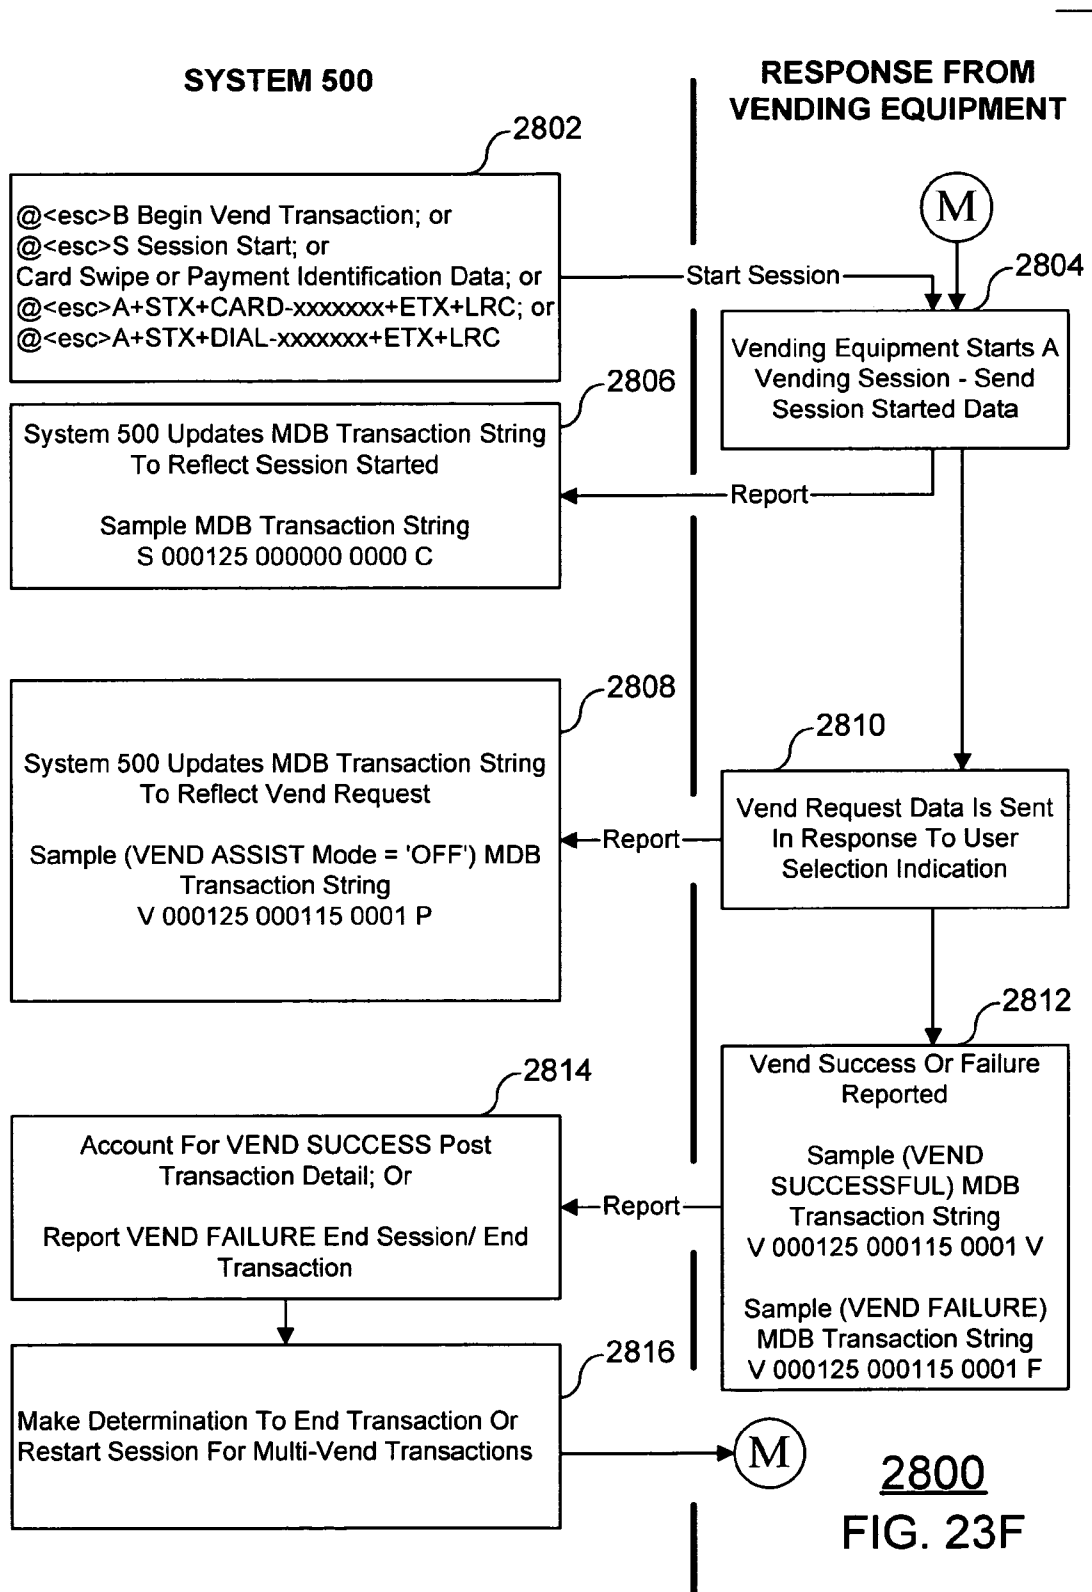 SYSTEM 500
RESPONSE FROM
VENDING EQUIPMENT
2802
@<esc>B Begin Vend Transaction; or
@<esc>S Session Start; or
Card Swipe or Payment Identification Data; or
@<esc>A+STX+CARD-xxxxxxx+ETX+LRC; or
@<esc>A+STX+DIAL-xxxxxxx+ETX+LRC
Start Session
M
2804
Vending Equipment Starts A
Vending Session - Send
Session Started Data
2806
System 500 Updates MDB Transaction String
To Reflect Session Started
Sample MDB Transaction String
S 000125 000000 0000 C
Report
2808
System 500 Updates MDB Transaction String
To Reflect Vend Request
Sample (VEND ASSIST Mode = 'OFF') MDB
Transaction String
V 000125 000115 0001 P
Report
2810
Vend Request Data Is Sent
In Response To User
Selection Indication
2812
Vend Success Or Failure
Reported
Sample (VEND
SUCCESSFUL) MDB
Transaction String
V 000125 000115 0001 V
Sample (VEND FAILURE)
MDB Transaction String
V 000125 000115 0001 F
2814
Account For VEND SUCCESS Post
Transaction Detail; Or
Report VEND FAILURE End Session/ End
Transaction
Report
2816
Make Determination To End Transaction Or
Restart Session For Multi-Vend Transactions
M
2800
FIG. 23F